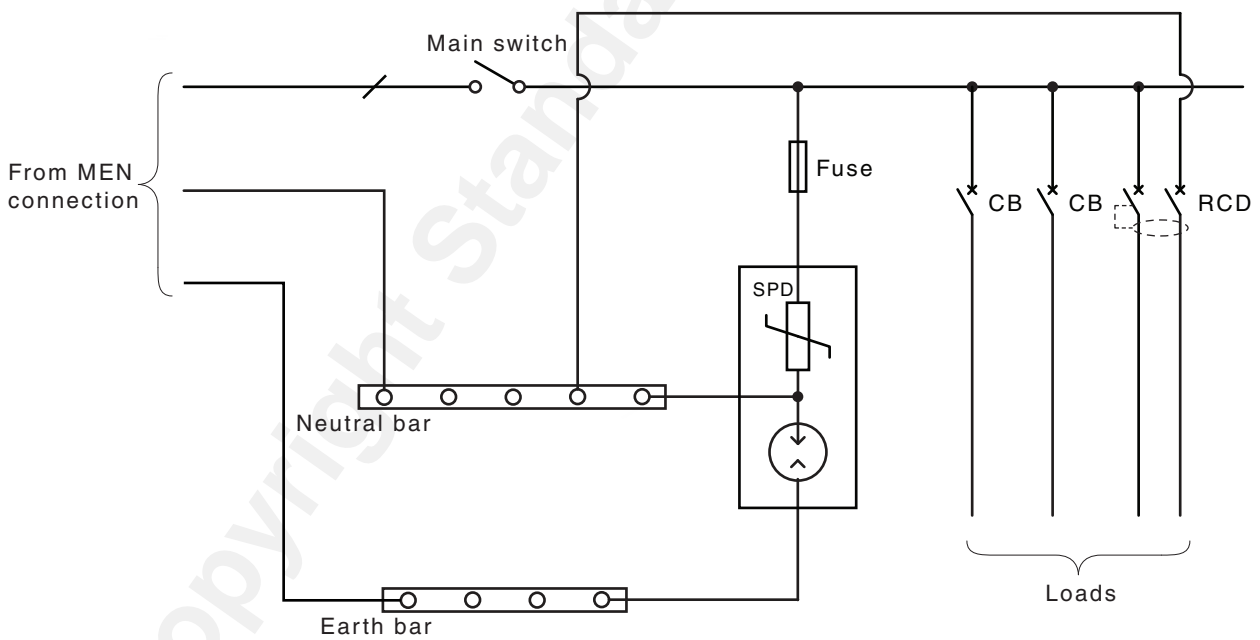 Main switch
From MEN
connection
Fuse
CB
CB
RCD
SPD
Neutral bar
Loads
Earth bar